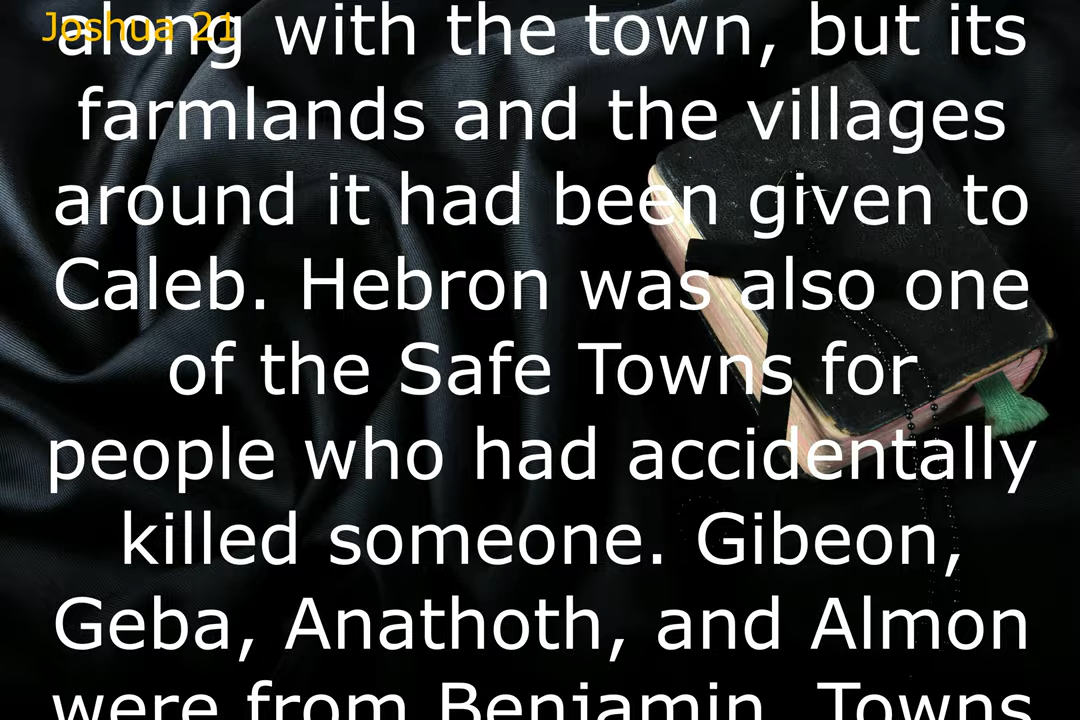 Joshua 21
along with the town, but its
farmlands and the villages
around it had been given to
Caleb. Hebron was also one
of the Safe Towns for
people who had accidentally
killed someone. Gibeon,
Geba, Anathoth, and Almon
were from Benjamin. Towns